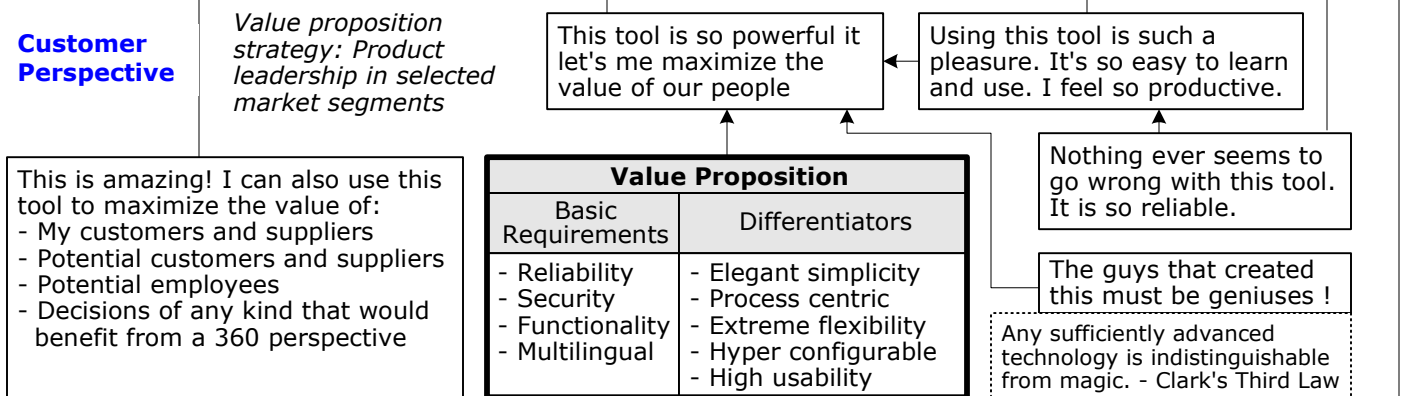 Customer
Perspective
Value proposition
strategy: Product
leadership in selected
market segments
This tool is so powerful it
let's me maximize the
value of our people
Using this tool is such a
pleasure. It's so easy to learn
and use. I feel so productive.
Nothing ever seems to
go wrong with this tool.
It is so reliable.
This is amazing! I can also use this
tool to maximize the value of:
- My customers and suppliers
- Potential customers and suppliers
- Potential employees
- Decisions of any kind that would
benefit from a 360 perspective
Value Proposition
Basic
Requirements
Differentiators
- Reliability
- Security
- Functionality
- Multilingual
- Elegant simplicity
- Process centric
- Extreme flexibility
- Hyper configurable
- High usability
The guys that created
this must be geniuses !
Any sufficiently advanced
technology is indistinguishable
from magic. - Clark's Third Law